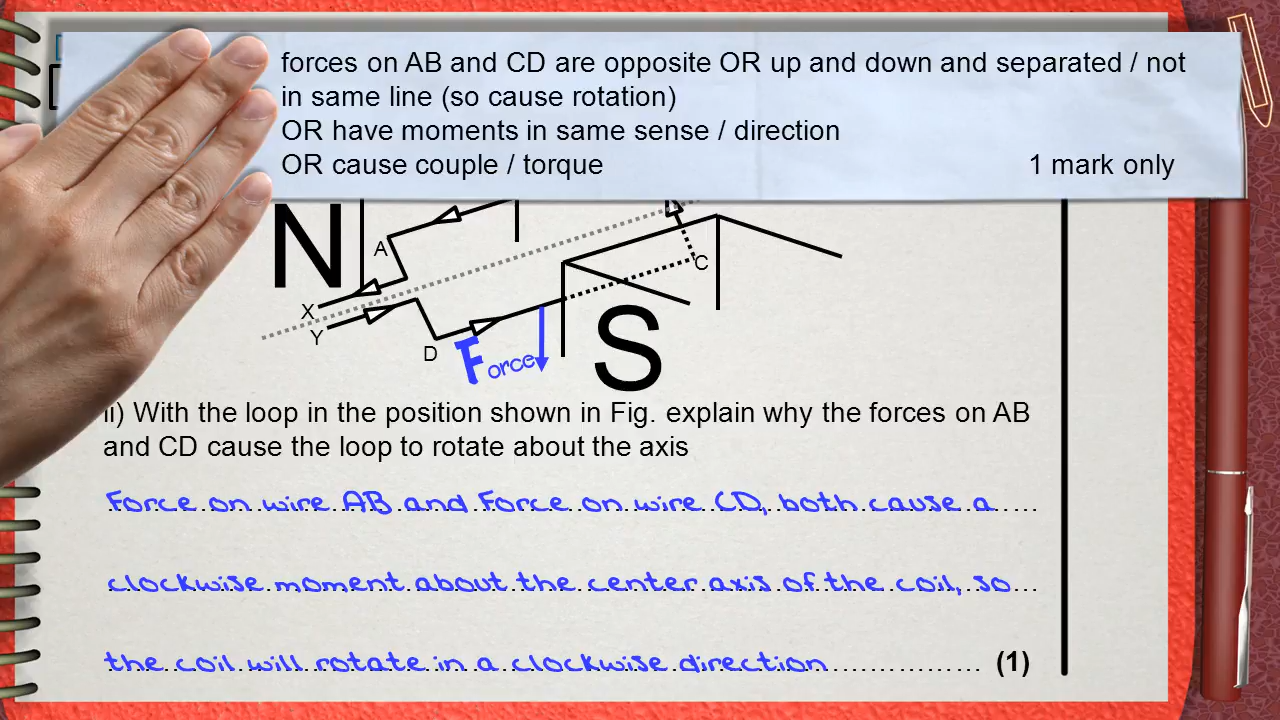 forces on AB and CD are opposite OR up and down and separated / not
in same line (so cause rotation)
OR have moments in same sense / direction
OR cause couple / torque 1 mark only
N
A
C
X
Y
D
Force
S
ii) With the loop in the position shown in Fig. explain why the forces on AB
and CD cause the loop to rotate about the axis
Force on wire AB and Force on wire CD, both cause a
clockwise moment about the center axis of the coil, so
the coil will rotate in a clockwise direction (1)